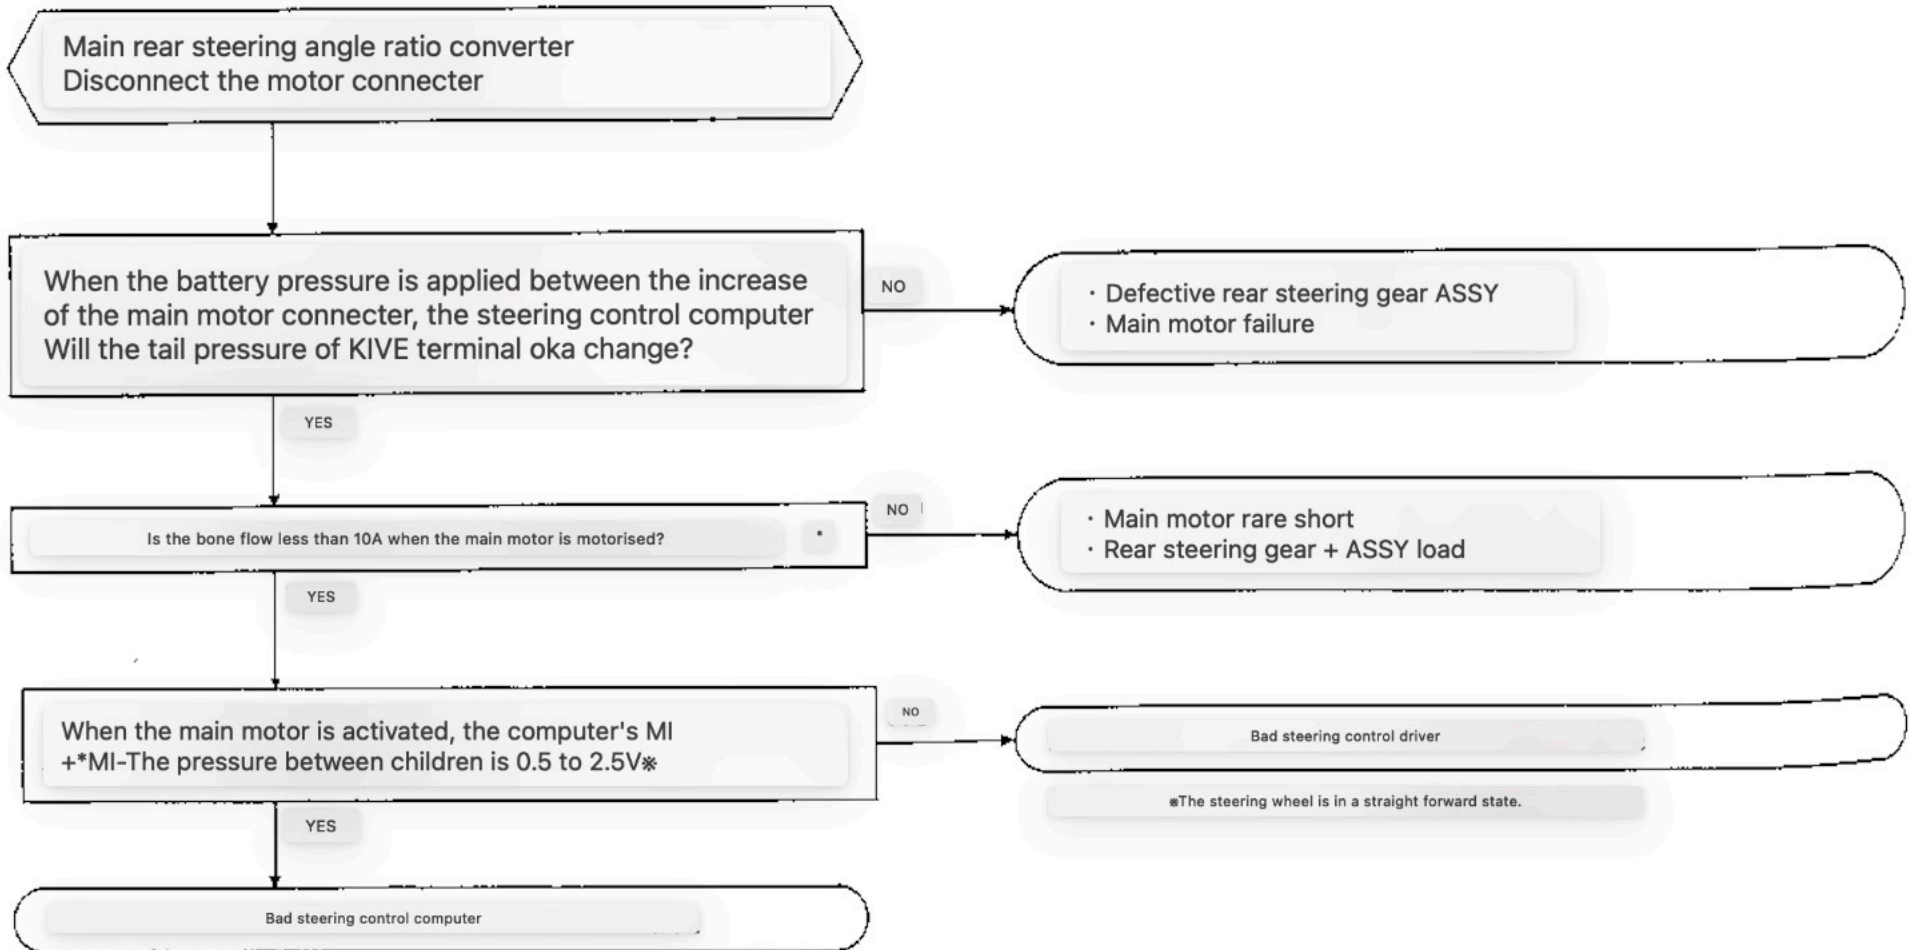 Main rear steering angle ratio converter
Disconnect the motor connecter
When the battery pressure is applied between the increase
of the main motor connecter, the steering control computer
Will the tail pressure of KIVE terminal oka change?
NO
· Defective rear steering gear ASSY
· Main motor failure
YES
Is the bone flow less than 10A when the main motor is motorised?
*
NO
· Main motor rare short
· Rear steering gear + ASSY load
YES
When the main motor is activated, the computer's MI
+*MI-The pressure between children is 0.5 to 2.5V※
NO
Bad steering control driver
※The steering wheel is in a straight forward state.
YES
Bad steering control computer